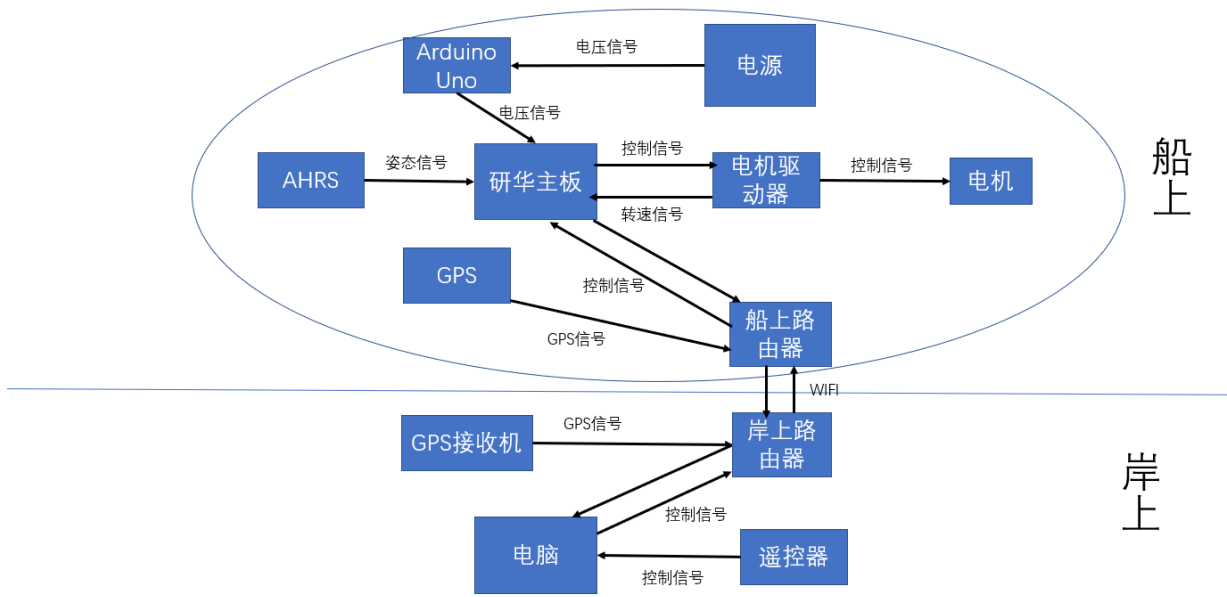 Arduino
Uno
电压信号
电源
电压信号
AHRS
姿态信号
研华主板
控制信号
转速信号
电机驱
动器
控制信号
电机
船
上
GPS
控制信号
GPS信号
船上路
由器
WIFI
GPS接收机
GPS信号
岸上路
由器
岸
上
电脑
控制信号
控制信号
遥控器